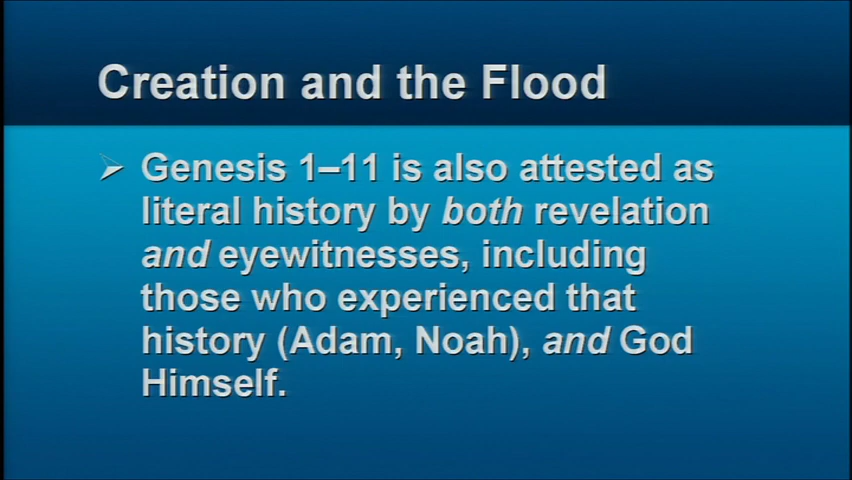 Creation and the Flood
Genesis 1–11 is also attested as
literal history by both revelation
and eyewitnesses, including
those who experienced that
history (Adam, Noah), and God
Himself.